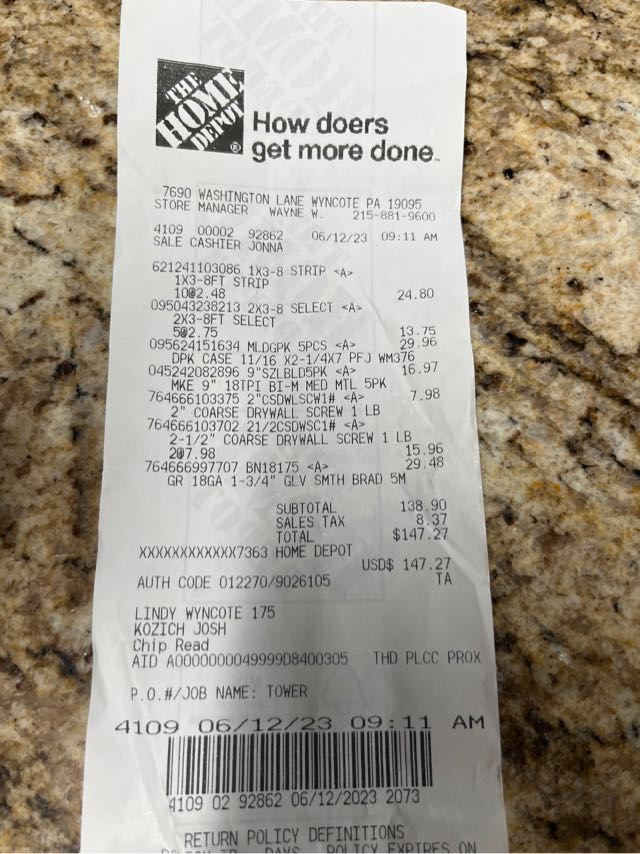 THE
HOME
DEPOT
®
How doers
get more done™
7690 WASHINGTON LANE WYNCOTE PA 19095
STORE MANAGER WAYNE W. 215-881-9600
4109 00002 92862 06/12/23 09:11 AM
SALE CASHIER JONNA
621241103086 1X3-8 STRIP <A>
1X3-8FT STRIP
10@2.48 24.80
095043238213 2X3-8 SELECT <A>
2X3-8FT SELECT
5@2.75 13.75
095624151634 MLDGPK 5PCS <A> 29.96
DPK CASE 11/16 X2-1/4X7 PFJ WM376
045242082896 9"SZLBLD5PK <A> 16.97
MKE 9" 18TPI BI-M MED MTL 5PK
764666103375 2"CSDWLSCW1# <A> 7.98
2" COARSE DRYWALL SCREW 1 LB
764666103702 21/2CSDWSC1# <A>
2-1/2" COARSE DRYWALL SCREW 1 LB
2@7.98 15.96
764666997707 BN18175 <A> 29.48
GR 18GA 1-3/4" GLV SMTH BRAD 5M
SUBTOTAL 138.90
SALES TAX 8.37
TOTAL $147.27
XXXXXXXXXXXX7363 HOME DEPOT
USD$ 147.27
AUTH CODE 012270/9026105 TA
LINDY WYNCOTE 175
KOZICH JOSH
Chip Read
AID A0000000049999D8400305 THD PLCC PROX
P.O.#/JOB NAME: TOWER
4109 06/12/23 09:11 AM
4109 02 92862 06/12/2023 2073
RETURN POLICY DEFINITIONS
POLICY ID DAYS POLICY EXPIRES ON